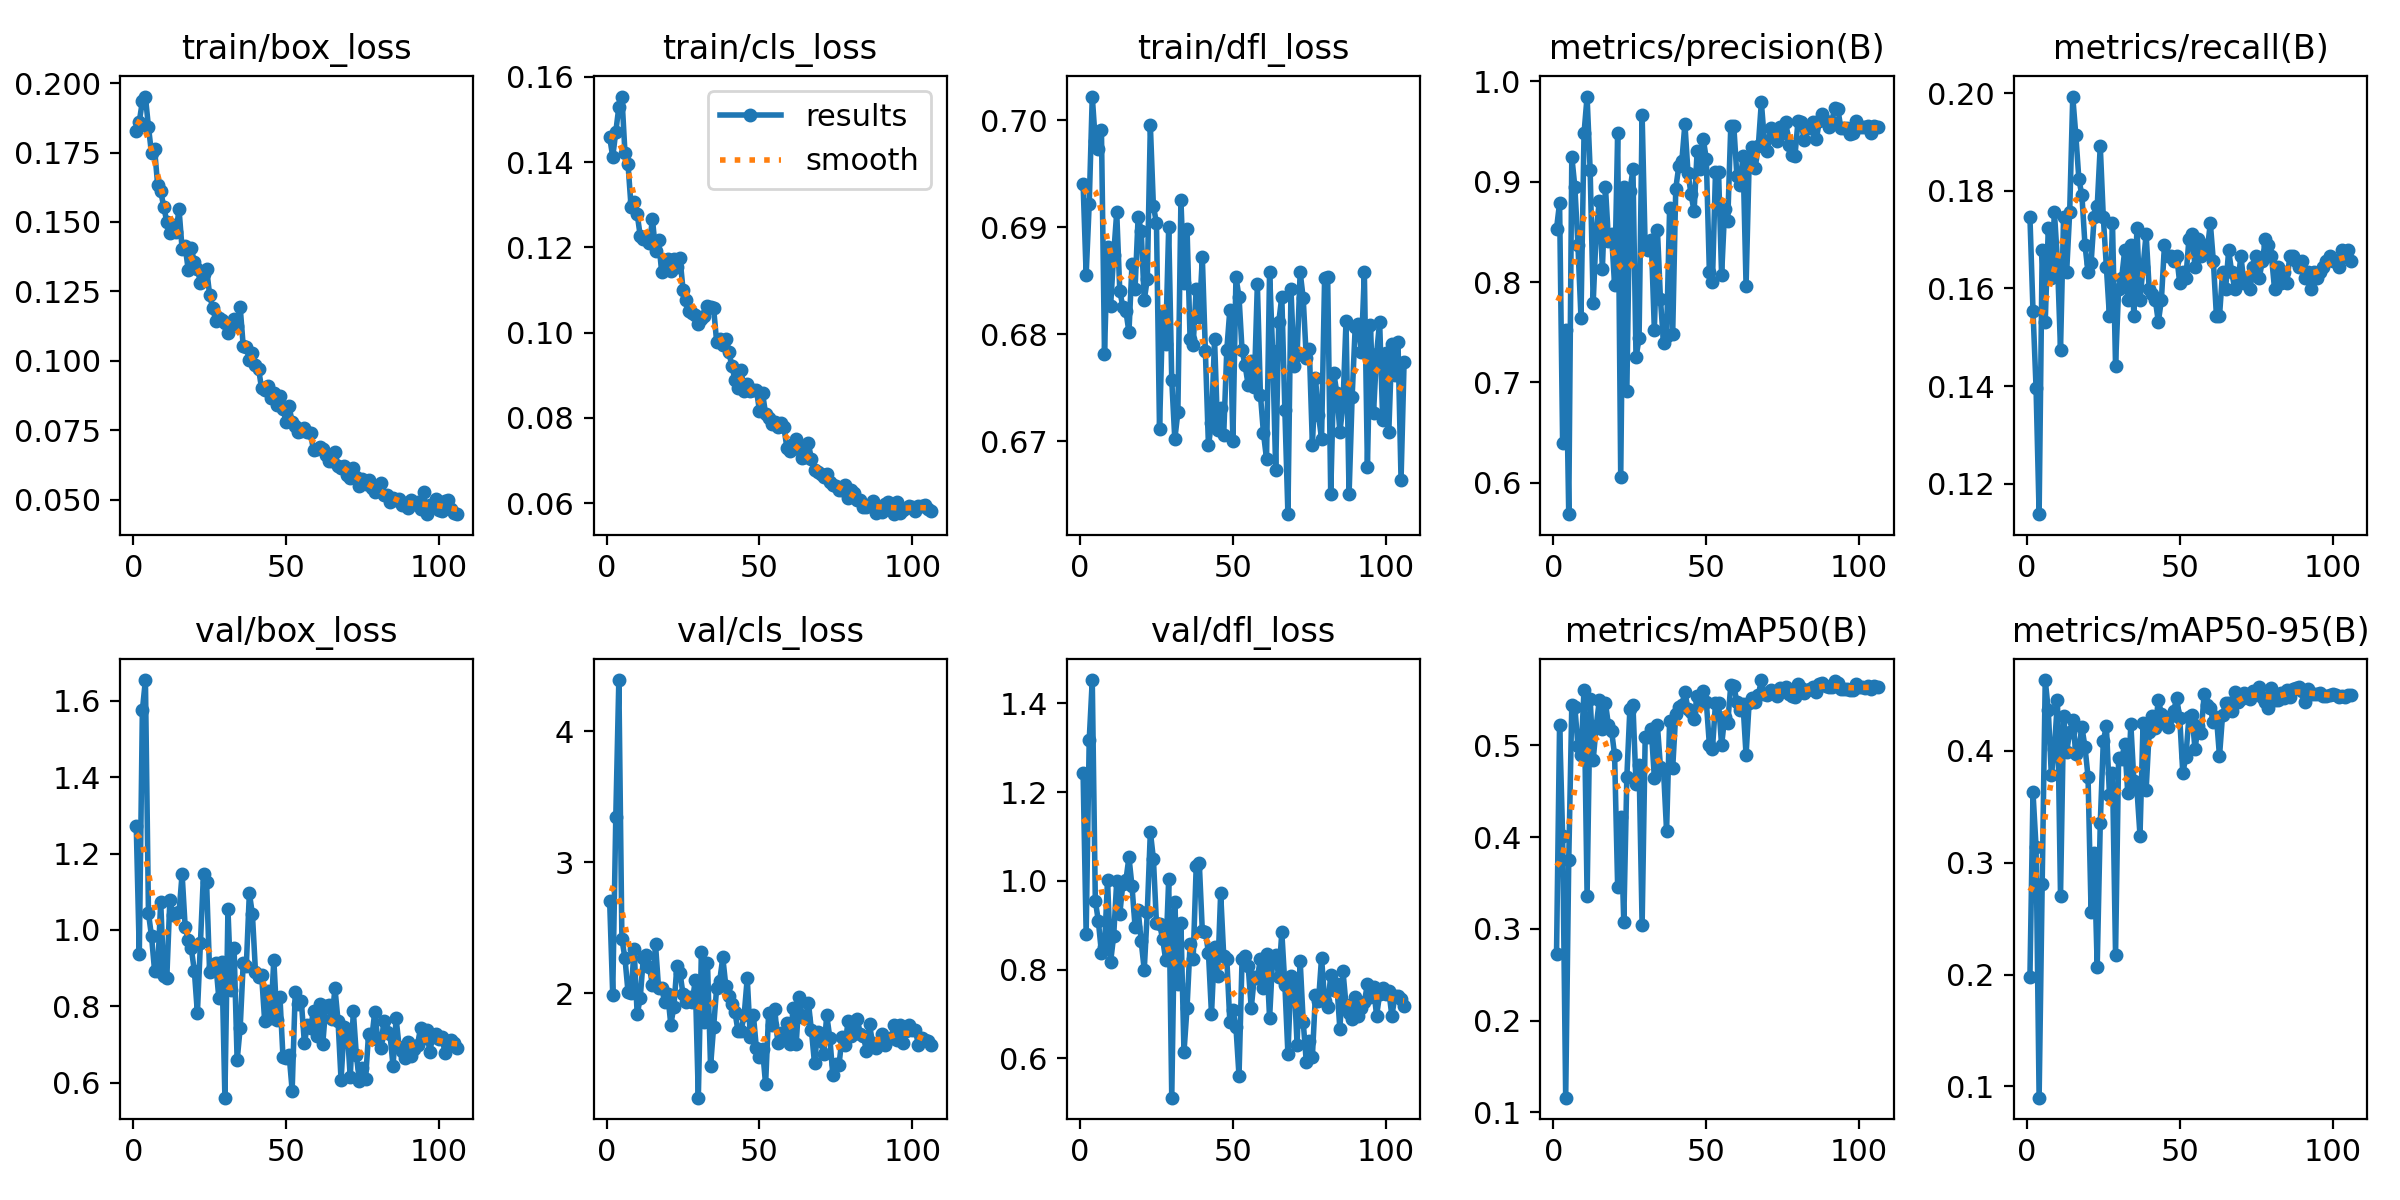 train/box_loss
0.200
0.175
0.150
0.125
0.100
0.075
0.050
0 50 100
train/cls_loss
0.16
0.14
0.12
0.10
0.08
0.06
results
smooth
0 50 100
train/dfl_loss
0.70
0.69
0.68
0.67
0 50 100
metrics/precision(B)
1.0
0.9
0.8
0.7
0.6
0 50 100
metrics/recall(B)
0.20
0.18
0.16
0.14
0.12
0 50 100
val/box_loss
1.6
1.4
1.2
1.0
0.8
0.6
0 50 100
val/cls_loss
4
3
2
0 50 100
val/dfl_loss
1.4
1.2
1.0
0.8
0.6
0 50 100
metrics/mAP50(B)
0.5
0.4
0.3
0.2
0.1
0 50 100
metrics/mAP50-95(B)
0.4
0.3
0.2
0.1
0 50 100